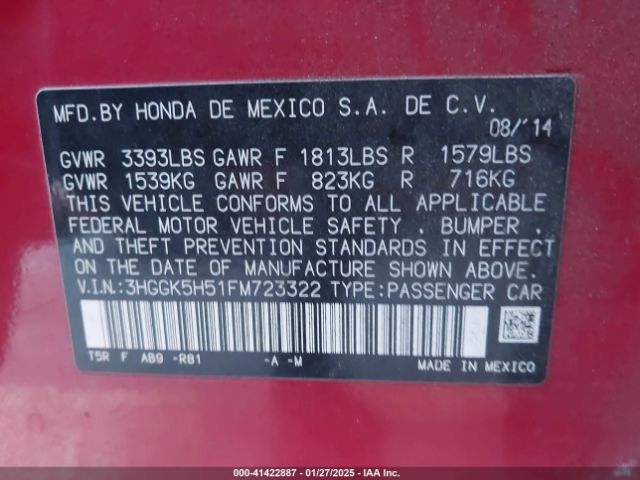 MFD.BY HONDA DE MEXICO S.A. DE C.V.
08/'14
GVWR 3393LBS GAWR F 1813LBS R 1579LBS
GVWR 1539KG GAWR F 823KG R 716KG
THIS VEHICLE CONFORMS TO ALL APPLICABLE
FEDERAL MOTOR VEHICLE SAFETY , BUMPER ,
AND THEFT PREVENTION STANDARDS IN EFFECT
ON THE DATE OF MANUFACTURE SHOWN ABOVE.
V.I.N:3HGGK5H51FM723322 TYPE:PASSENGER CAR
T5R F AB9 -R81 -A -M MADE IN MEXICO
000-41422887 - 01/27/2025 - IAA Inc.